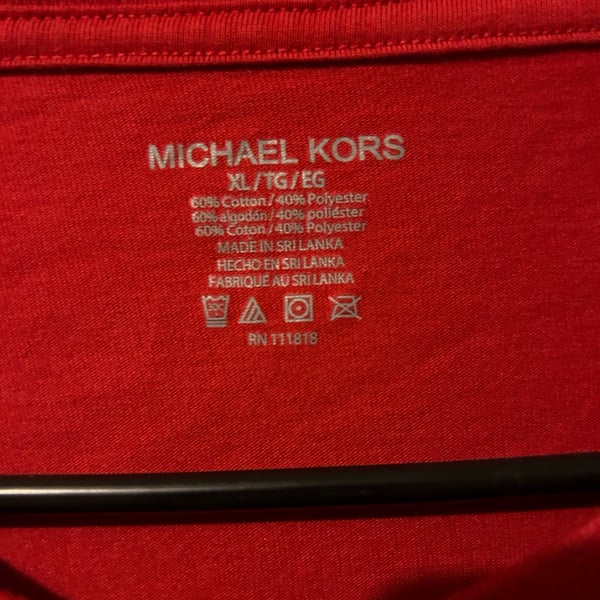 MICHAEL KORS
XL/TG/EG
60% Cotton/40% Polyester
60% algodón/40% poliéster
60% Coton/40% Polyester
MADE IN SRI LANKA
HECHO EN SRI LANKA
FABRIQUÉ AU SRI LANKA
30C
RN 111818